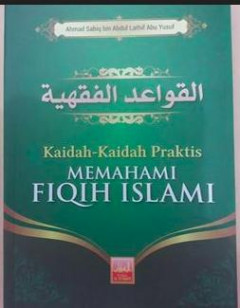 Ahmad Sabiq bin Abdul Lathif Abu Yusuf
القواعد الفقهية
Kaidah-Kaidah Praktis
MEMAHAMI
FIQIH ISLAMI